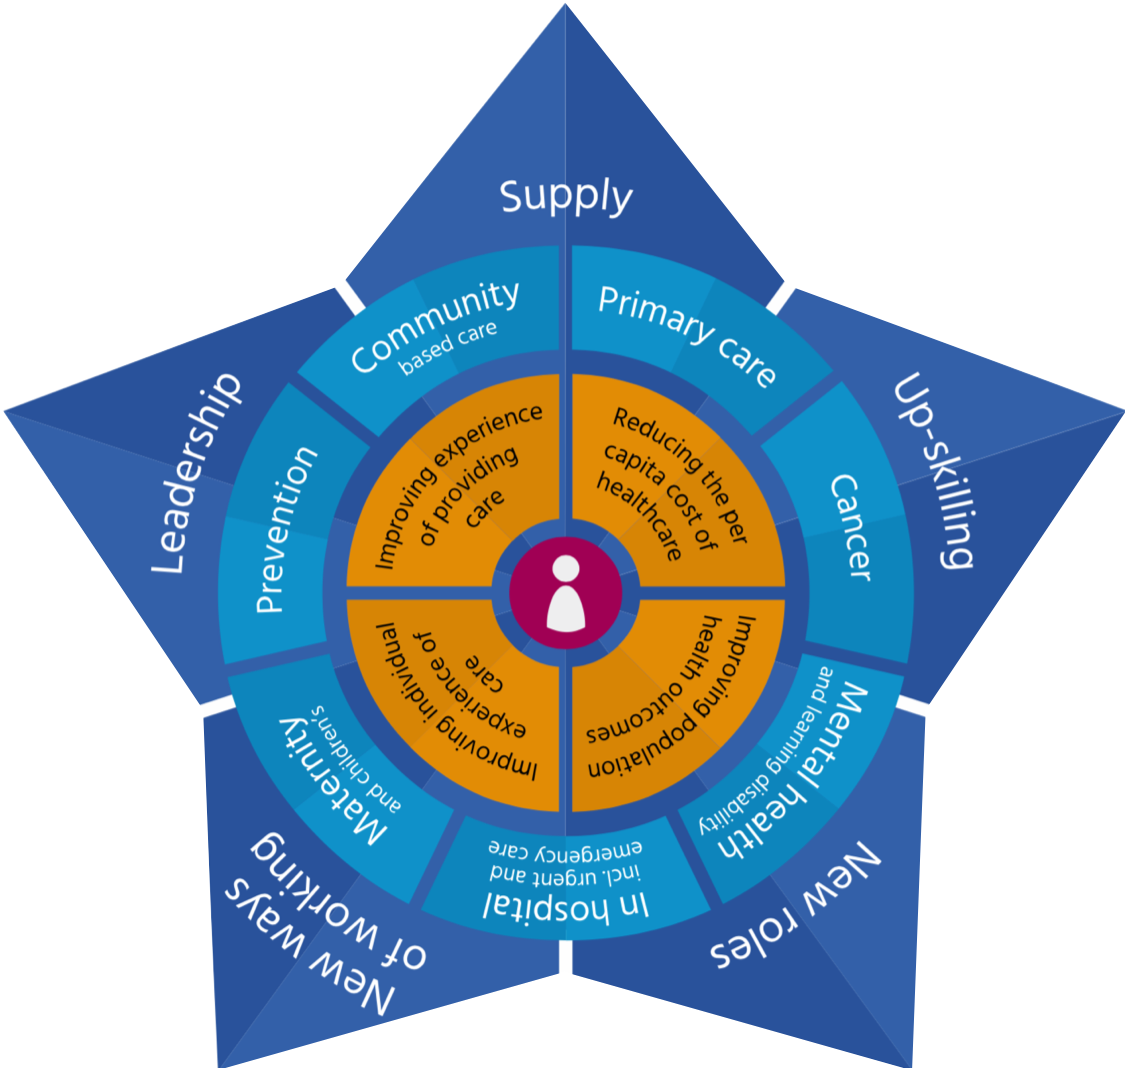 Supply
Up-skilling
New roles
New ways
of working
Leadership
Community
based care
Primary care
Cancer
Mental health
and learning disability
In hospital
incl. urgent and
emergency care
Maternity
and children's
Prevention
Improving experience
of providing
care
Reducing the per
capita cost of
healthcare
Improving population
health outcomes
Improving individual
experience of
care